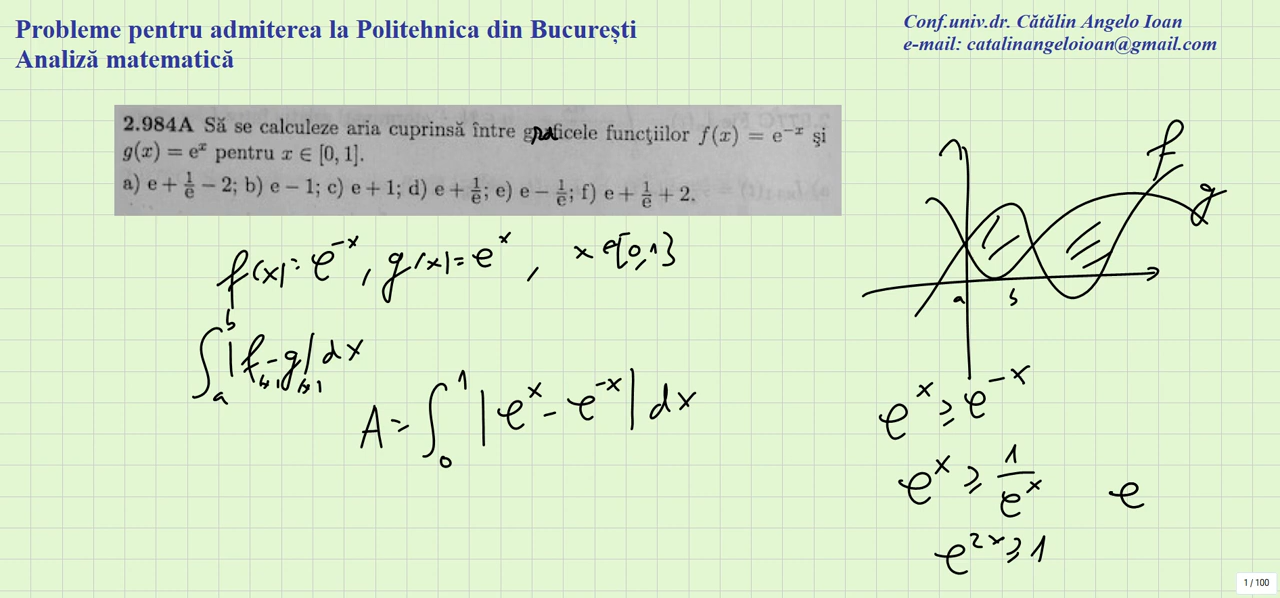 Probleme pentru admiterea la Politehnica din București
Analiză matematică
Conf.univ.dr. Cătălin Angelo Ioan
e-mail: catalinangeloioan@gmail.com
2.984A Să se calculeze aria cuprinsă între graficele funcţiilor f(x) = e^{-x} şi
g(x) = e^x pentru x ∈ [0, 1].
a) e + 1/e − 2; b) e − 1; c) e + 1; d) e + 1/e; e) e − 1/e; f) e + 1/e + 2.
f(x) = e^{-x}, g(x) = e^x, x ∈ [0,1]
∫_a^b |f(x) - g(x)| dx
A = ∫_0^1 |e^x - e^{-x}| dx
f
g
a b
e^x ≥ e^{-x}
e^x ≥ 1/e^x
e
e^{2x} ≥ 1
1 / 100